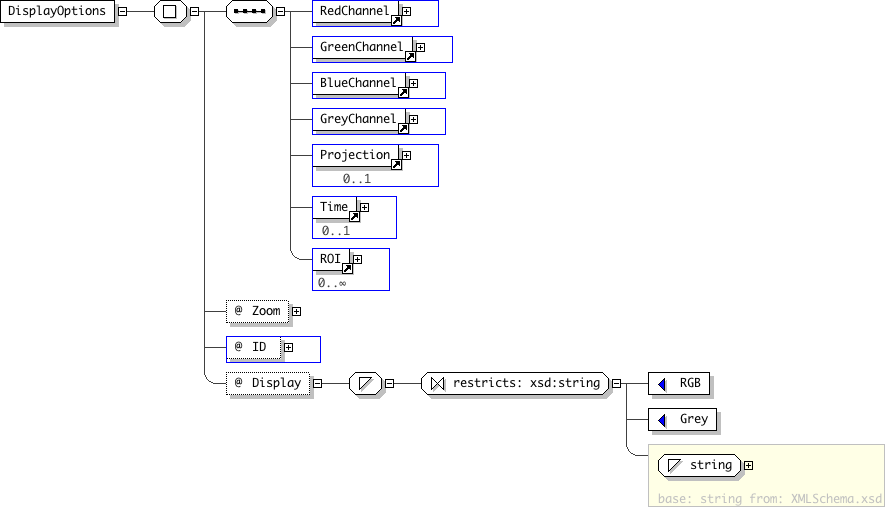 DisplayOptions
RedChannel
GreenChannel
BlueChannel
GreyChannel
Projection
0..1
Time
0..1
ROI
0..∞
@ Zoom
@ ID
@ Display
restricts: xsd:string
RGB
Grey
string
base: string from: XMLSchema.xsd